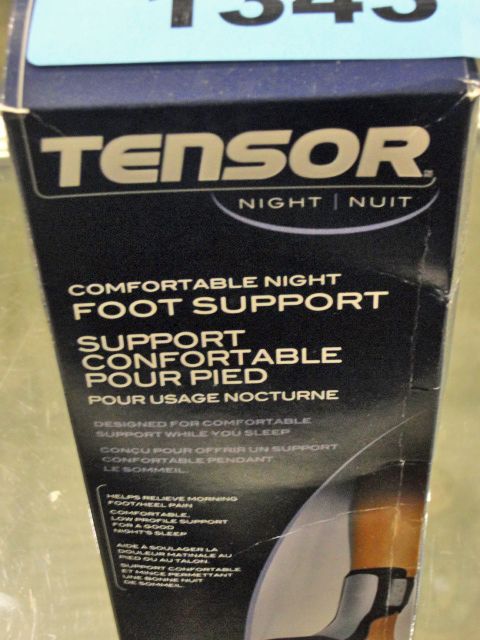 1343
TENSOR
NIGHT | NUIT
COMFORTABLE NIGHT
FOOT SUPPORT
SUPPORT
CONFORTABLE
POUR PIED
POUR USAGE NOCTURNE
DESIGNED FOR COMFORTABLE
SUPPORT WHILE YOU SLEEP
CONÇU POUR OFFRIR UN SUPPORT
CONFORTABLE PENDANT
LE SOMMEIL
HELPS RELIEVE MORNING
FOOT/HEEL PAIN
COMFORTABLE,
LOW PROFILE SUPPORT
FOR A GOOD
NIGHT'S SLEEP
AIDE À SOULAGER LA
DOULEUR MATINALE AU
PIED OU AU TALON
SUPPORT CONFORTABLE
ET MINCE PERMETTANT
UNE BONNE NUIT
DE SOMMEIL